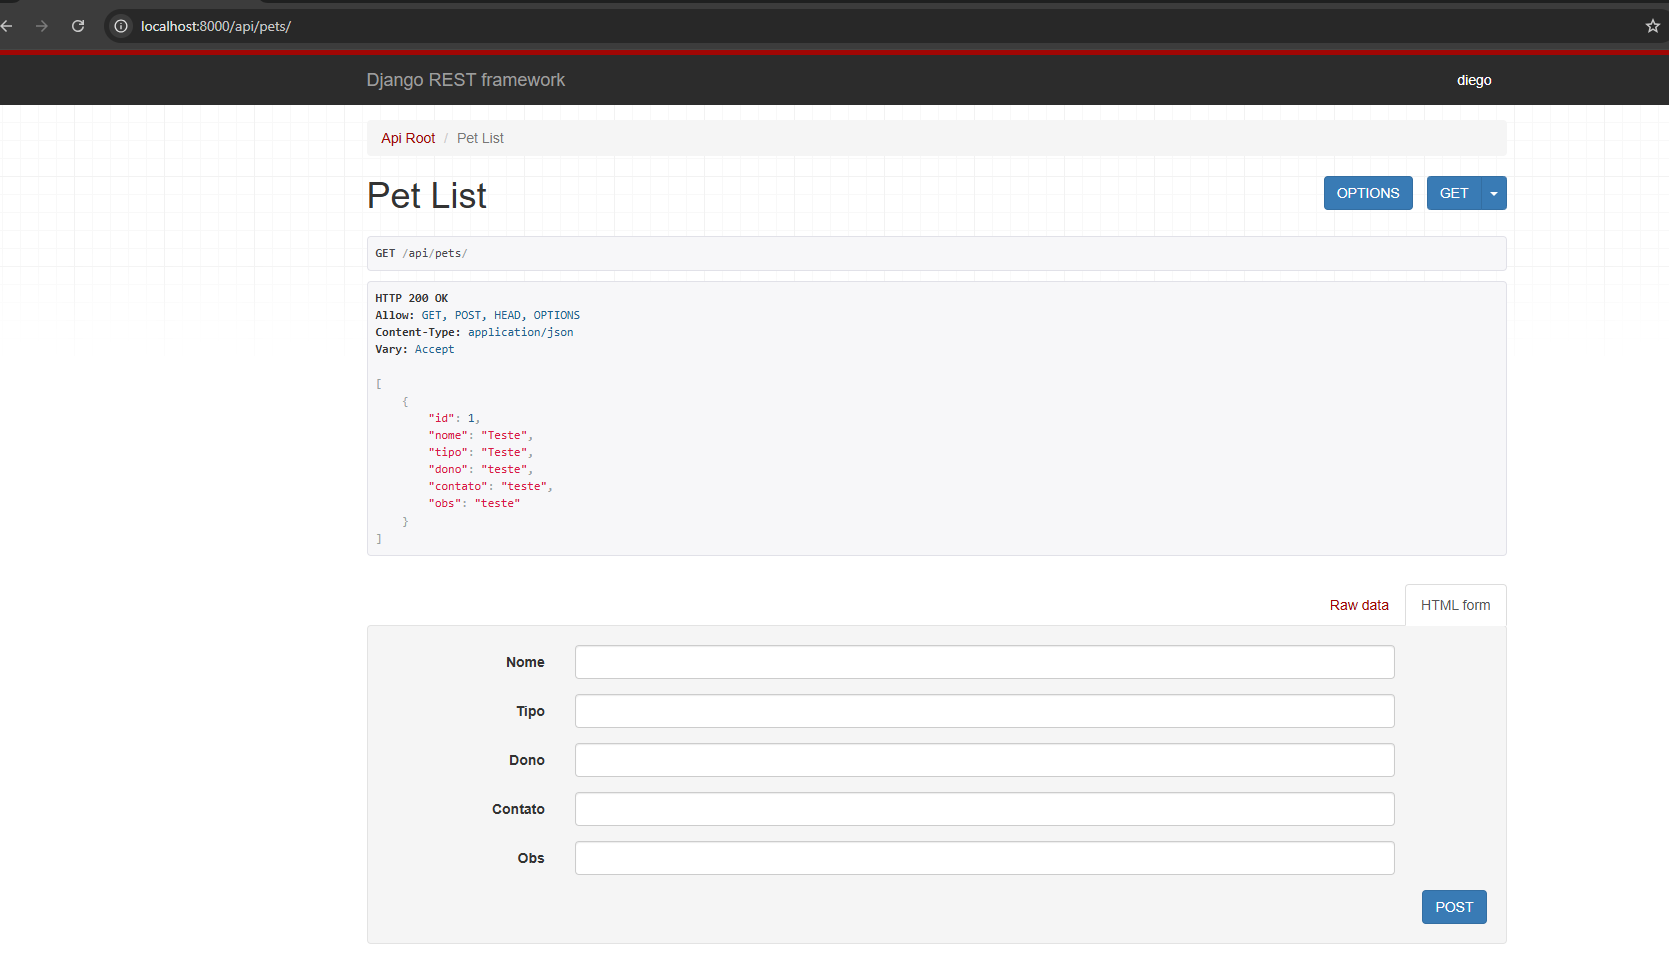 localhost:8000/api/pets/
Django REST framework
diego
Api Root / Pet List
Pet List
OPTIONS
GET
GET /api/pets/
HTTP 200 OK
Allow: GET, POST, HEAD, OPTIONS
Content-Type: application/json
Vary: Accept
[
    {
        "id": 1,
        "nome": "Teste",
        "tipo": "Teste",
        "dono": "teste",
        "contato": "teste",
        "obs": "teste"
    }
]
Raw data
HTML form
Nome
Tipo
Dono
Contato
Obs
POST